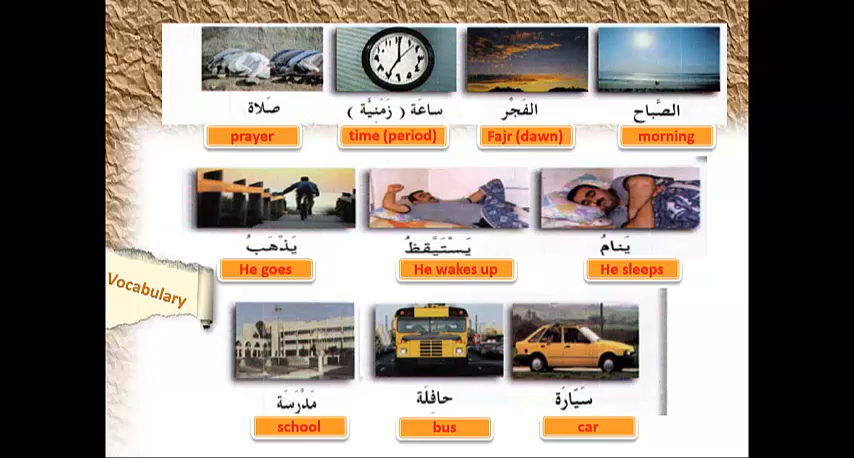 الصَّباح
الفَجْر
ساعَة ( زَمَنِيَّة )
صَلاة
morning
Fajr (dawn)
time (period)
prayer
يَنامُ
يَسْتَيْقِظُ
يَذْهَبُ
He sleeps
He wakes up
He goes
Vocabulary
سَيّارَة
حافِلَة
مَدْرَسَة
car
bus
school